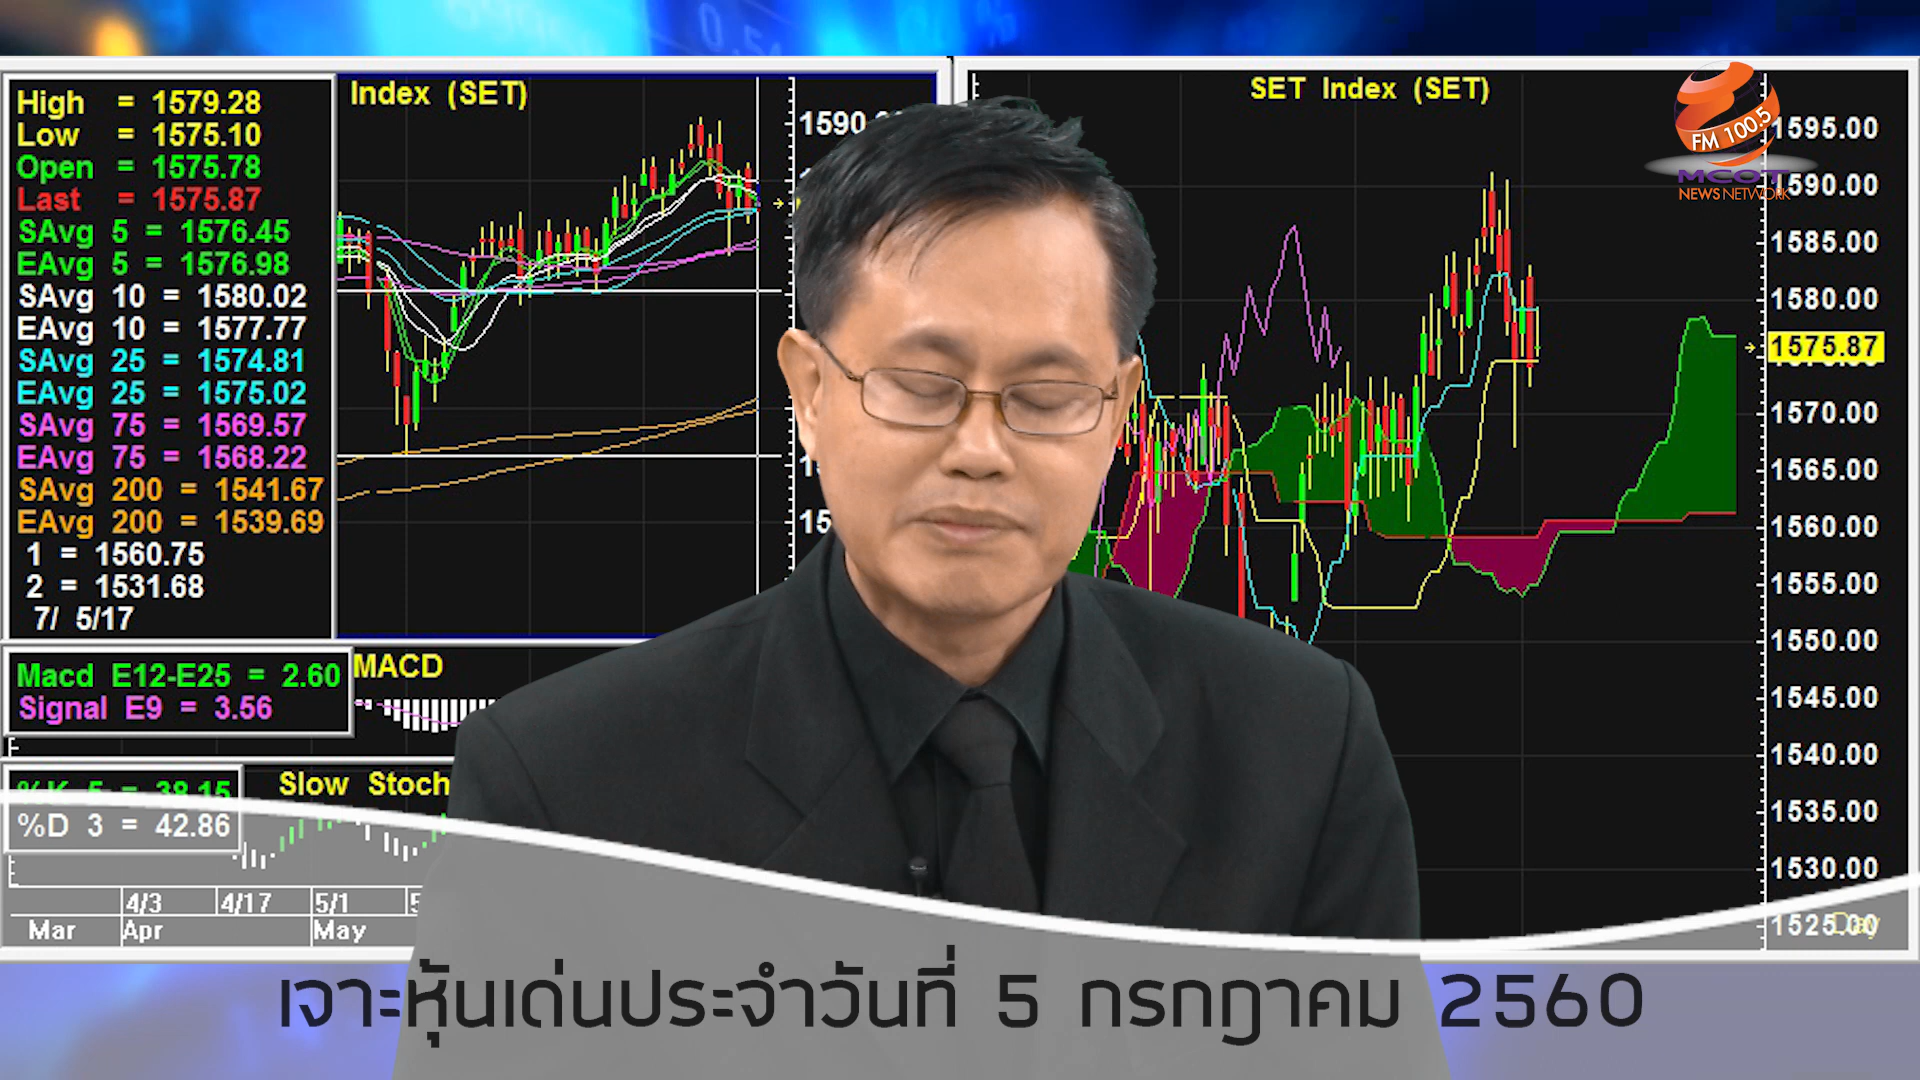 High = 1579.28
Low = 1575.10
Open = 1575.78
Last = 1575.87
SAvg 5 = 1576.45
EAvg 5 = 1576.98
SAvg 10 = 1580.02
EAvg 10 = 1577.77
SAvg 25 = 1574.81
EAvg 25 = 1575.02
SAvg 75 = 1569.57
EAvg 75 = 1568.22
SAvg 200 = 1541.67
EAvg 200 = 1539.69
1 = 1560.75
2 = 1531.68
7/ 5/17
Index (SET)
1590
Macd E12-E25 = 2.60
Signal E9 = 3.56
MACD
%K 5 = 38.15
%D 3 = 42.86
Slow Stoch
4/3 4/17 5/1
Mar Apr May
SET Index (SET)
FM 100.5
MCOT
NEWS NETWORK
1595.00
1590.00
1585.00
1580.00
1575.87
1570.00
1565.00
1560.00
1555.00
1550.00
1545.00
1540.00
1535.00
1530.00
1525.00
Day
เจาะหุ้นเด่นประจำวันที่ 5 กรกฎาคม 2560